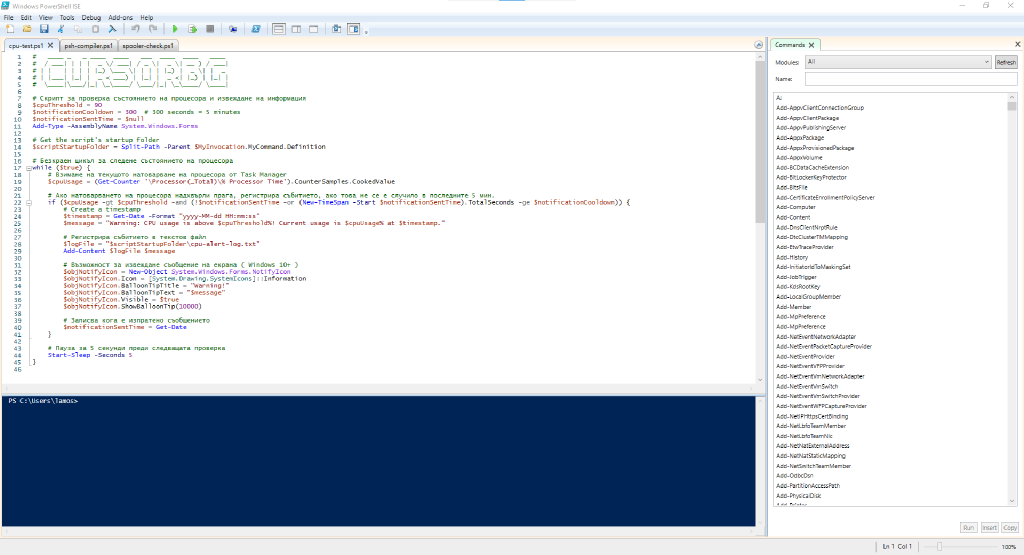 Windows PowerShell ISE
File Edit View Tools Debug Add-ons Help
cpu-test.ps1 psh-compiler.ps1 spooler-check.ps1
1 #
2 #
3 #
4 #
5 #
6
7 # Скрипт за проверка състоянието на процесора и извеждане на информация
8 $cpuThreshold = 90
9 $notificationCooldown = 300 # 300 seconds = 5 minutes
10 $notificationSentTime = $null
11 Add-Type -AssemblyName System.Windows.Forms
12
13 # Get the script's startup folder
14 $scriptStartupFolder = Split-Path -Parent $MyInvocation.MyCommand.Definition
15
16 # Безкраен цикъл за следене състоянието на процесора
17 while ($true) {
18 # Взимане на текущото натоварване на процесора от Task Manager
19 $cpuUsage = (Get-Counter '\Processor(_Total)\% Processor Time').CounterSamples.CookedValue
20
21 # Ако натоварването на процесора надхвърли прага, регистрира събитието, ако това не се е случило в последните 5 мин.
22 if ($cpuUsage -gt $cpuThreshold -and (!$notificationSentTime -or (New-TimeSpan -Start $notificationSentTime).TotalSeconds -ge $notificationCooldown)) {
23 # Create a timestamp
24 $timestamp = Get-Date -Format "yyyy-MM-dd HH:mm:ss"
25 $message = "Warning: CPU usage is above $cpuThreshold%! Current usage is $cpuUsage% at $timestamp."
26
27 # Регистрира събитието в текстов файл
28 $logFile = "$scriptStartupFolder\cpu-alert-log.txt"
29 Add-Content $logFile $message
30
31 # Възможност за извеждане съобщение на екрана ( Windows 10+ )
32 $objNotifyIcon = New-Object System.Windows.Forms.NotifyIcon
33 $objNotifyIcon.Icon = [System.Drawing.SystemIcons]::Information
34 $objNotifyIcon.BalloonTipTitle = "Warning!"
35 $objNotifyIcon.BalloonTipText = "$message"
36 $objNotifyIcon.Visible = $true
37 $objNotifyIcon.ShowBalloonTip(10000)
38
39 # Записва кога е изпратено съобщението
40 $notificationSentTime = Get-Date
41 }
42
43 # Пауза за 5 секунди преди следващата проверка
44 Start-Sleep -Seconds 5
45 }
46
PS C:\Users\lamos>
Commands
Modules: All Refresh
Name:
A:
Add-AppvClientConnectionGroup
Add-AppvClientPackage
Add-AppvPublishingServer
Add-AppxPackage
Add-AppxProvisionedPackage
Add-AppxVolume
Add-BCDataCacheExtension
Add-BitLockerKeyProtector
Add-BitsFile
Add-CertificateEnrollmentPolicyServer
Add-Computer
Add-Content
Add-DnsClientNrptRule
Add-DtcClusterTMMapping
Add-EtwTraceProvider
Add-History
Add-InitiatorIdToMaskingSet
Add-JobTrigger
Add-KdsRootKey
Add-LocalGroupMember
Add-Member
Add-MpPreference
Add-MpPreference
Add-NetEventNetworkAdapter
Add-NetEventPacketCaptureProvider
Add-NetEventProvider
Add-NetEventVFPProvider
Add-NetEventVmNetworkAdapter
Add-NetEventVmSwitch
Add-NetEventVmSwitchProvider
Add-NetEventWFPCaptureProvider
Add-NetIPHttpsCertBinding
Add-NetLbfoTeamMember
Add-NetLbfoTeamNic
Add-NetNatExternalAddress
Add-NetNatStaticMapping
Add-NetSwitchTeamMember
Add-OdbcDsn
Add-PartitionAccessPath
Add-PhysicalDisk
Add-Printer
Run Insert Copy
Ln 1 Col 1 100%